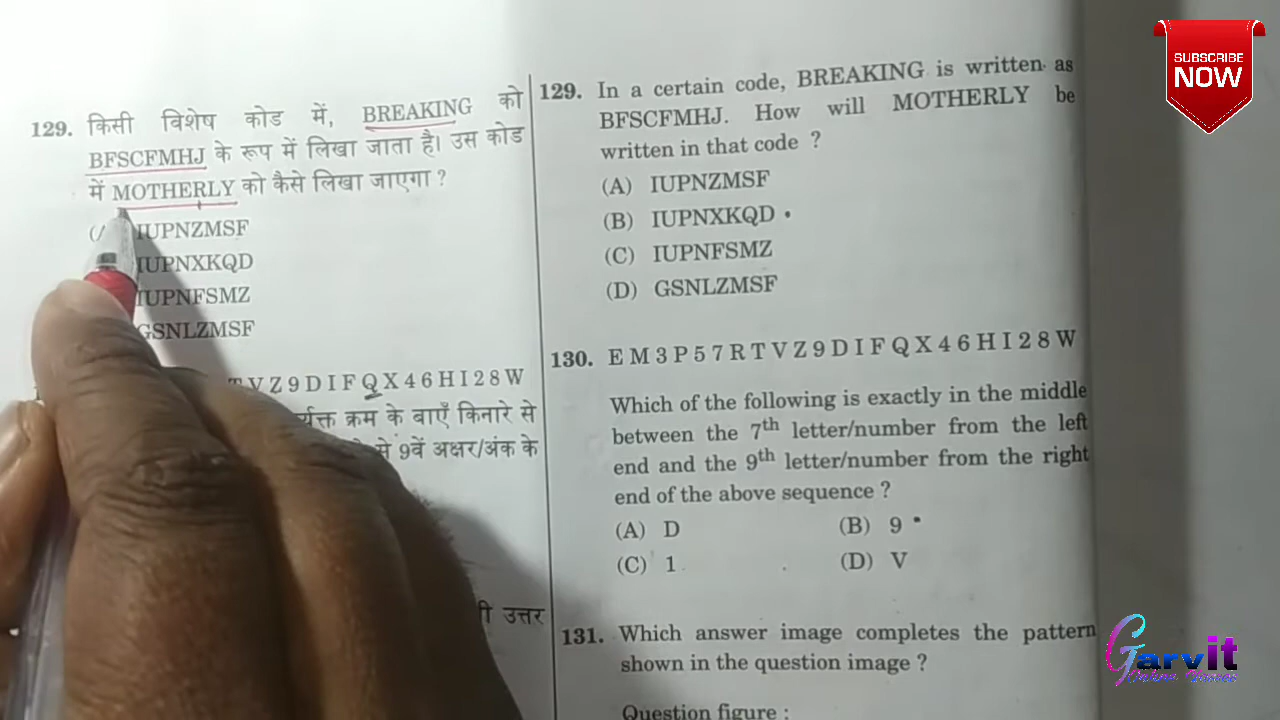 129. किसी विशेष कोड में, BREAKING को
BFSCFMHJ के रूप में लिखा जाता है। उस कोड
में MOTHERLY को कैसे लिखा जाएगा ?
IUPNZMSF
IUPNXKQD
IUPNFSMZ
GSNLZMSF
T V Z 9 D I F Q X 4 6 H I 2 8 W
क्रम के बाएँ किनारे से
से 9वें अक्षर/अंक के
उत्तर
129. In a certain code, BREAKING is written as
BFSCFMHJ. How will MOTHERLY be
written in that code ?
(A) IUPNZMSF
(B) IUPNXKQD
(C) IUPNFSMZ
(D) GSNLZMSF
130. E M 3 P 5 7 R T V Z 9 D I F Q X 4 6 H I 2 8 W
Which of the following is exactly in the middle
between the 7th letter/number from the left
end and the 9th letter/number from the right
end of the above sequence ?
(A) D (B) 9
(C) 1 (D) V
131. Which answer image completes the pattern
shown in the question image ?
Question figure :
SUBSCRIBE
NOW
Garvit
Online Classes